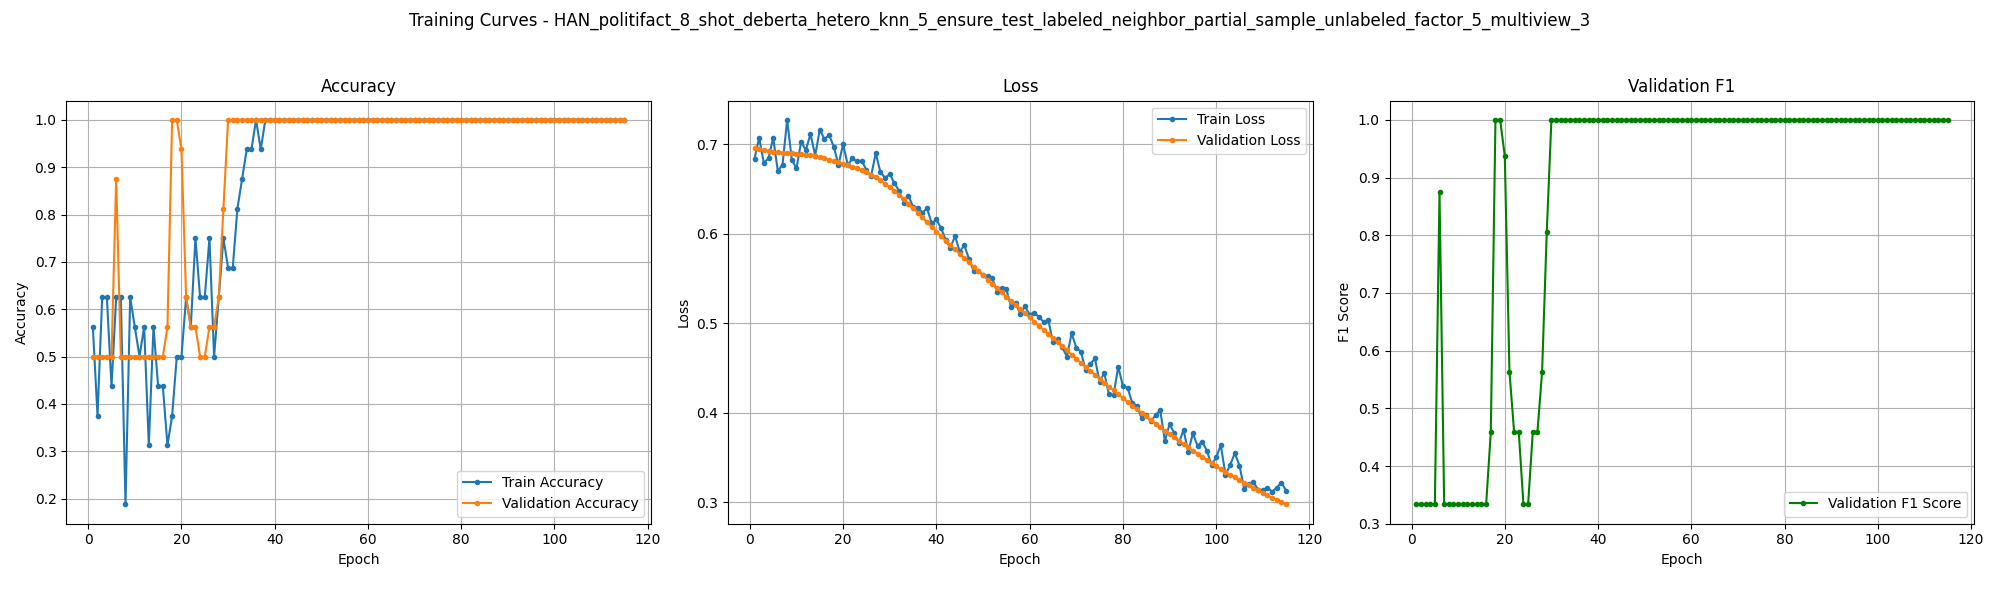 Training Curves - HAN_politifact_8_shot_deberta_hetero_knn_5_ensure_test_labeled_neighbor_partial_sample_unlabeled_factor_5_multiview_3
Accuracy
Accuracy
1.0
0.9
0.8
0.7
0.6
0.5
0.4
0.3
0.2
0 20 40 60 80 100 120
Epoch
Train Accuracy
Validation Accuracy
Loss
Loss
0.7
0.6
0.5
0.4
0.3
0 20 40 60 80 100 120
Epoch
Train Loss
Validation Loss
Validation F1
F1 Score
1.0
0.9
0.8
0.7
0.6
0.5
0.4
0.3
0 20 40 60 80 100 120
Epoch
Validation F1 Score